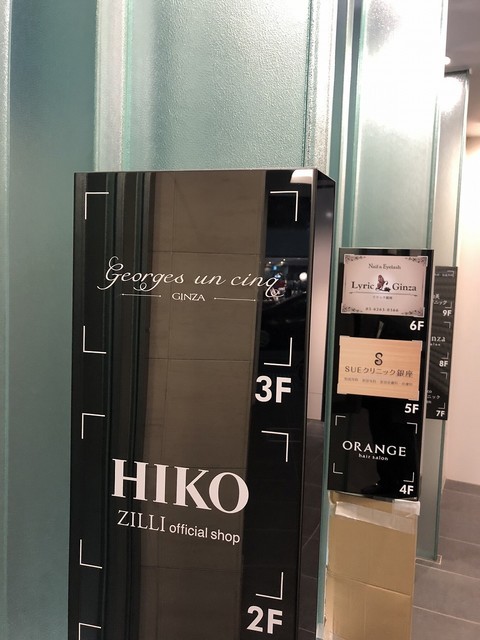 Georges un cinq
GINZA
3F
HIKO
ZILLI official shop
2F
Nail & Eyelash
Lyric Ginza
6F
S
SUEクリニック銀座
5F
ORANGE
hair salon
4F
9F
8F
7F